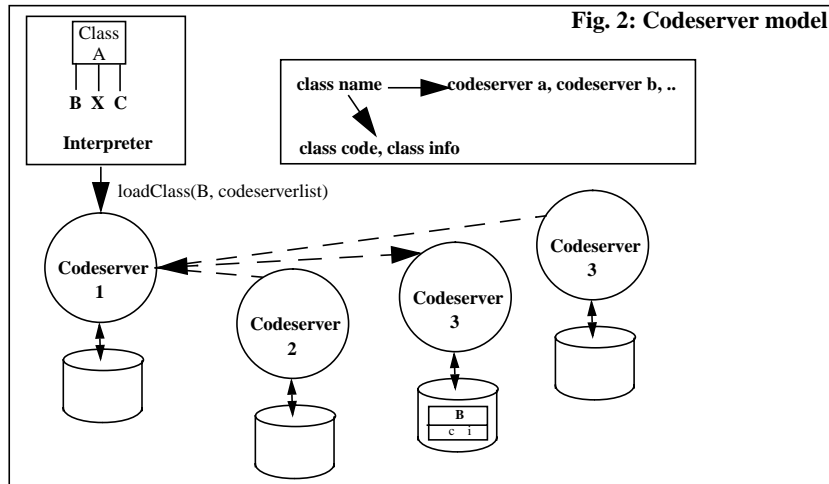 Fig. 2: Codeserver model
Class
A
B X C
Interpreter
class name
codeserver a, codeserver b, ..
class code, class info
loadClass(B, codeserverlist)
Codeserver
1
Codeserver
2
Codeserver
3
Codeserver
3
B
c i